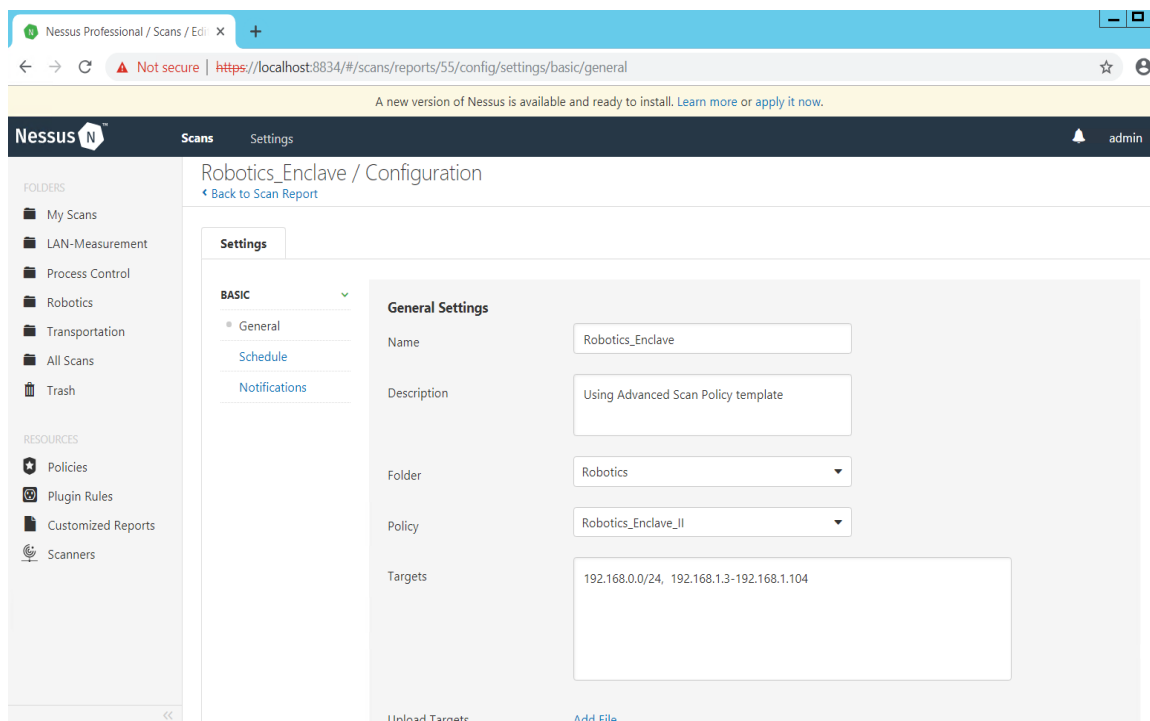 Nessus Professional / Scans / Edi
Not secure | https://localhost:8834/#/scans/reports/55/config/settings/basic/general
A new version of Nessus is available and ready to install. Learn more or apply it now.
Nessus N ™
Scans
Settings
admin
FOLDERS
My Scans
LAN-Measurement
Process Control
Robotics
Transportation
All Scans
Trash
RESOURCES
Policies
Plugin Rules
Customized Reports
Scanners
Robotics_Enclave / Configuration
Back to Scan Report
Settings
BASIC
General
Schedule
Notifications
General Settings
Name
Robotics_Enclave
Description
Using Advanced Scan Policy template
Folder
Robotics
Policy
Robotics_Enclave_II
Targets
192.168.0.0/24, 192.168.1.3-192.168.1.104
Upload Targets
Add File